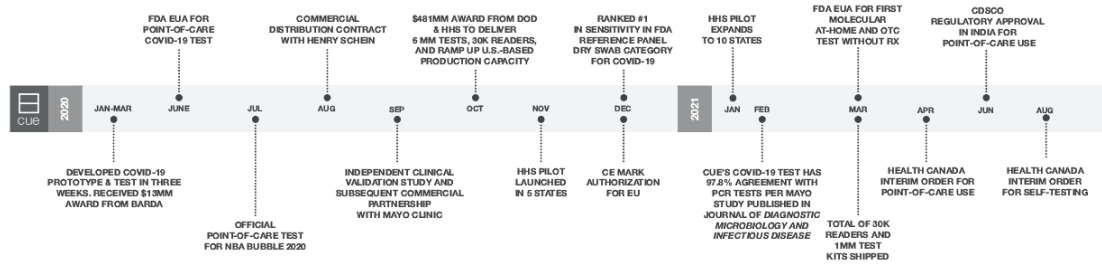 FDA EUA FOR
POINT-OF-CARE
COVID-19 TEST
COMMERCIAL
DISTRIBUTION CONTRACT
WITH HENRY SCHEIN
$481MM AWARD FROM DOD
& HHS TO DELIVER
6 MM TESTS, 30K READERS,
AND RAMP UP U.S.-BASED
PRODUCTION CAPACITY
RANKED #1
IN SENSITIVITY IN FDA
REFERENCE PANEL
DRY SWAB CATEGORY
FOR COVID-19
HHS PILOT
EXPANDS
TO 10 STATES
FDA EUA FOR FIRST
MOLECULAR
AT-HOME AND OTC
TEST WITHOUT RX
CDSCO
REGULATORY APPROVAL
IN INDIA FOR
POINT-OF-CARE USE
cue
2020
JAN-MAR
JUNE
JUL
AUG
SEP
OCT
NOV
DEC
2021
JAN
FEB
MAR
APR
JUN
AUG
DEVELOPED COVID-19
PROTOTYPE & TEST IN THREE
WEEKS. RECEIVED $13MM
AWARD FROM BARDA
OFFICIAL
POINT-OF-CARE TEST
FOR NBA BUBBLE 2020
INDEPENDENT CLINICAL
VALIDATION STUDY AND
SUBSEQUENT COMMERCIAL
PARTNERSHIP
WITH MAYO CLINIC
HHS PILOT
LAUNCHED
IN 5 STATES
CE MARK
AUTHORIZATION
FOR EU
CUE'S COVID-19 TEST HAS
97.8% AGREEMENT WITH
PCR TESTS PER MAYO
STUDY PUBLISHED IN
JOURNAL OF DIAGNOSTIC
MICROBIOLOGY AND
INFECTIOUS DISEASE
TOTAL OF 30K
READERS AND
1MM TEST
KITS SHIPPED
HEALTH CANADA
INTERIM ORDER FOR
POINT-OF-CARE USE
HEALTH CANADA
INTERIM ORDER
FOR SELF-TESTING